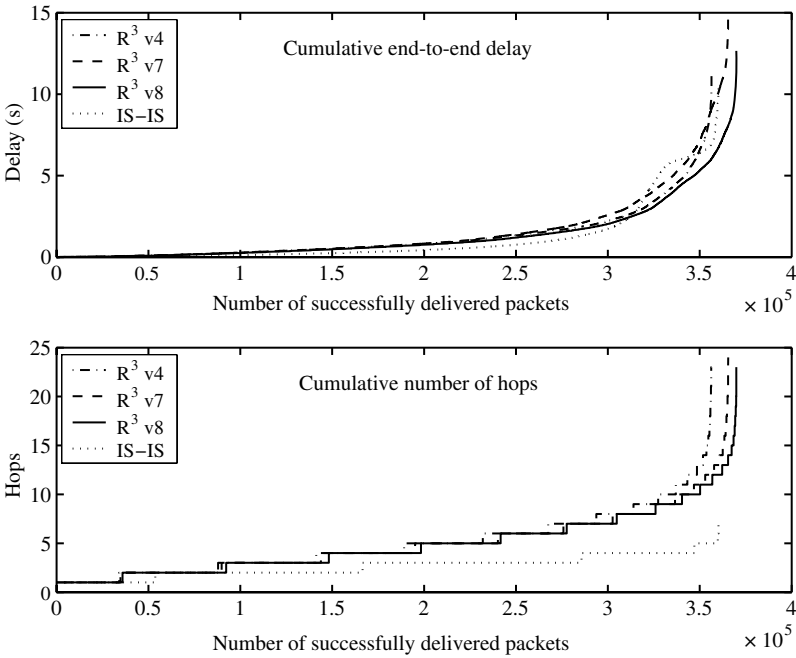 15
10
5
0
Delay (s)
R³ v4
R³ v7
R³ v8
IS−IS
Cumulative end-to-end delay
0 0.5 1 1.5 2 2.5 3 3.5 4
Number of successfully delivered packets
× 10⁵
25
20
15
10
5
0
Hops
R³ v4
R³ v7
R³ v8
IS−IS
Cumulative number of hops
0 0.5 1 1.5 2 2.5 3 3.5 4
Number of successfully delivered packets
× 10⁵